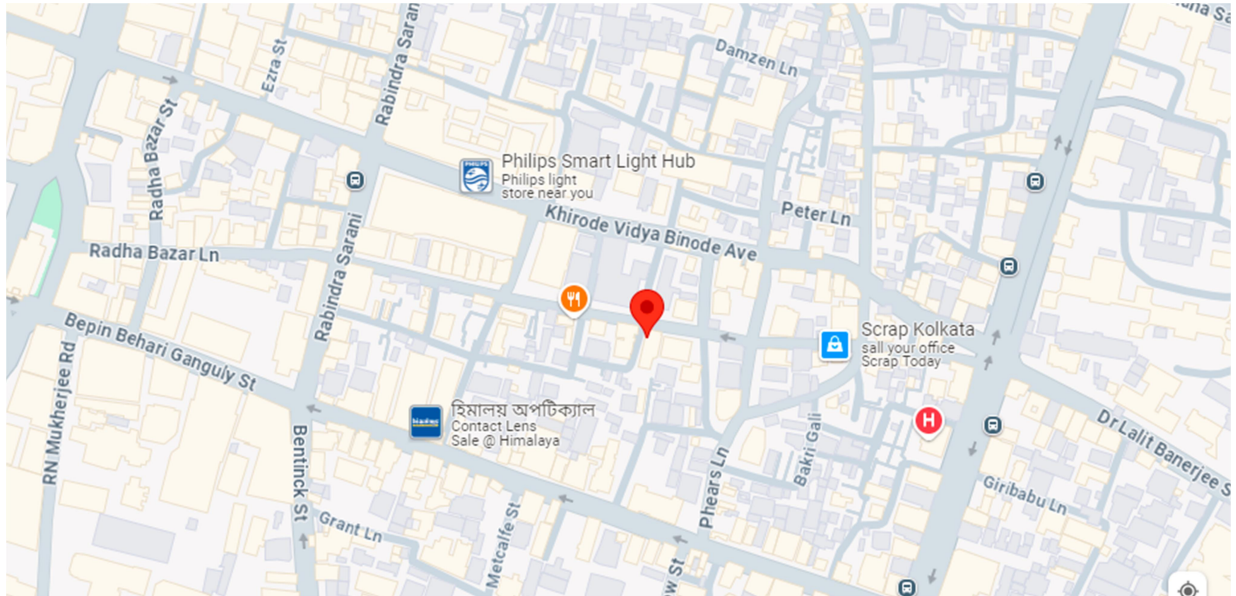 Ezra St
Rabindra Sarani
Damzen Ln
Radha Bazar St
Philips Smart Light Hub
Philips light
store near you
PHILIPS
Peter Ln
Khirode Vidya Binode Ave
Radha Bazar Ln
Rabindra Sarani
Scrap Kolkata
sall your office
Scrap Today
Bepin Behari Ganguly St
RN Mukherjee Rd
হিমালয় অপটিক্যাল
Contact Lens
Sale @ Himalaya
H
Bentinck St
Bakri Gali
Dr Lalit Banerjee S
Phears Ln
Giribabu Ln
Grant Ln
Metcalfe St
w St